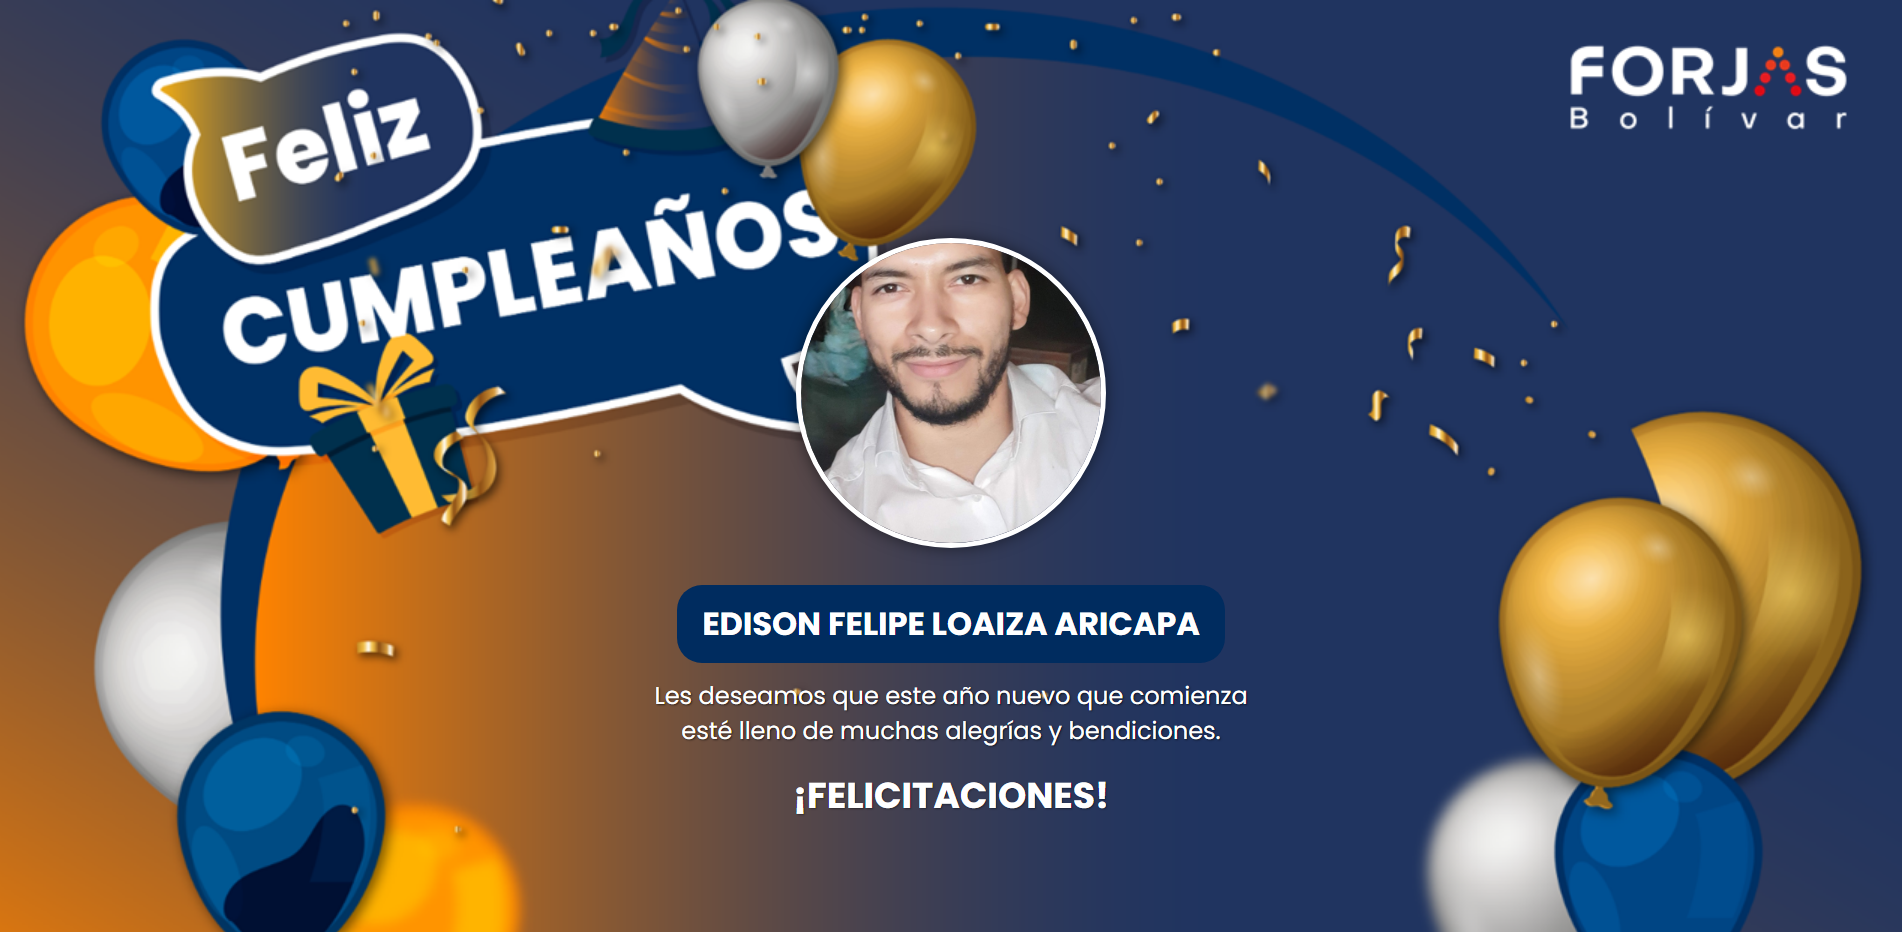 Feliz
CUMPLEAÑOS
FORJAS
Bolívar
EDISON FELIPE LOAIZA ARICAPA
Les deseamos que este año nuevo que comienza
esté lleno de muchas alegrías y bendiciones.
¡FELICITACIONES!